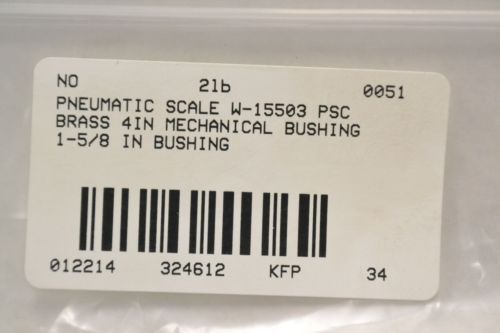 NO 2lb 0051
PNEUMATIC SCALE W-15503 PSC
BRASS 4IN MECHANICAL BUSHING
1-5/8 IN BUSHING
012214 324612 KFP 34